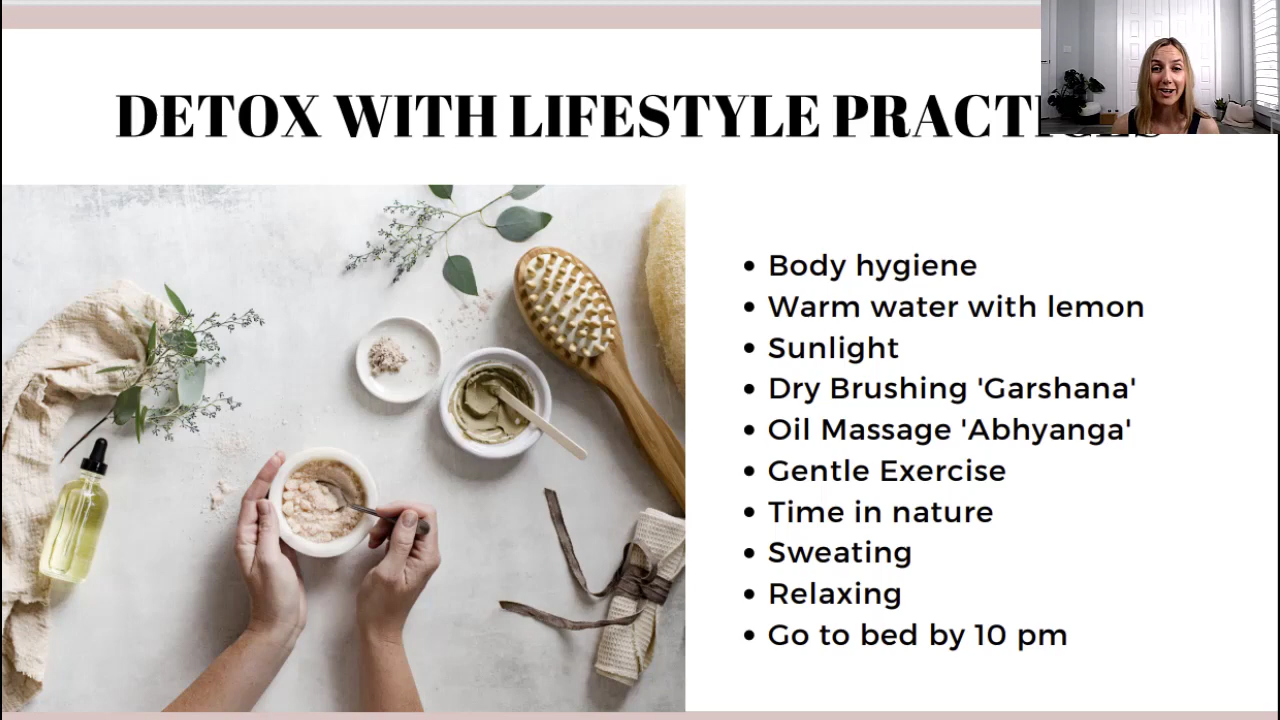 DETOX WITH LIFESTYLE PRACTICES
• Body hygiene
• Warm water with lemon
• Sunlight
• Dry Brushing 'Garshana'
• Oil Massage 'Abhyanga'
• Gentle Exercise
• Time in nature
• Sweating
• Relaxing
• Go to bed by 10 pm